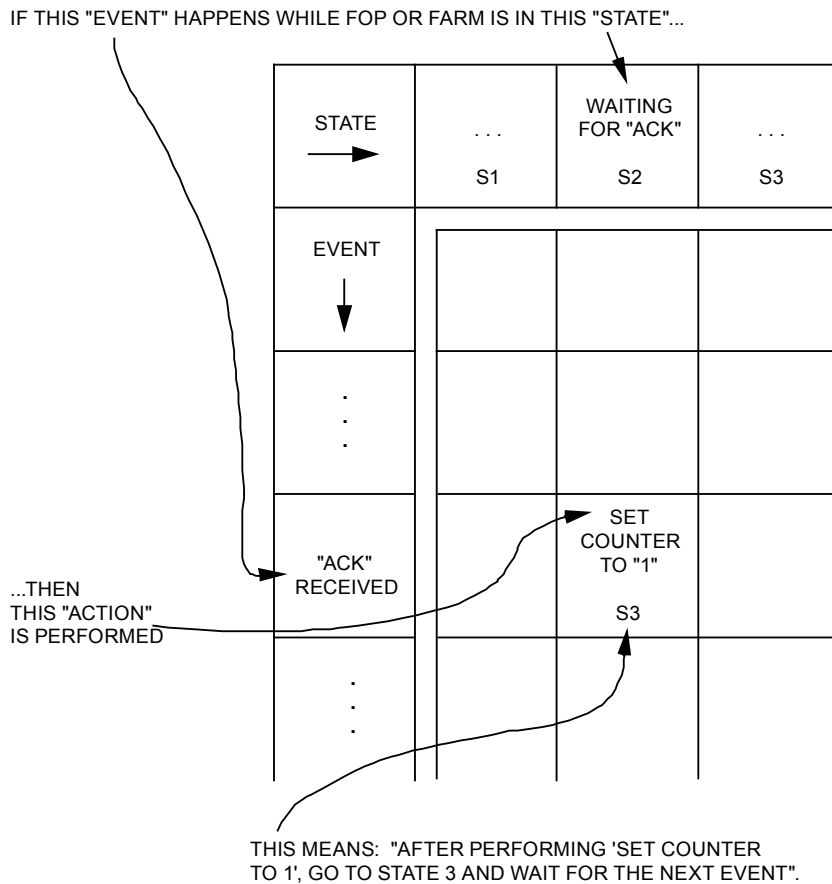 IF THIS "EVENT" HAPPENS WHILE FOP OR FARM IS IN THIS "STATE"...
STATE
. . .
S1
WAITING
FOR "ACK"
S2
. . .
S3
EVENT
.
.
.
"ACK"
RECEIVED
SET
COUNTER
TO "1"
S3
...THEN
THIS "ACTION"
IS PERFORMED
.
.
.
THIS MEANS: "AFTER PERFORMING 'SET COUNTER
TO 1', GO TO STATE 3 AND WAIT FOR THE NEXT EVENT".